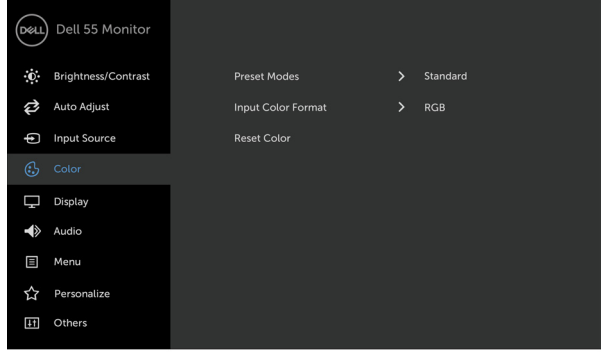 DELL Dell 55 Monitor
Brightness/Contrast
Auto Adjust
Input Source
Color
Display
Audio
Menu
Personalize
Others
Preset Modes > Standard
Input Color Format > RGB
Reset Color